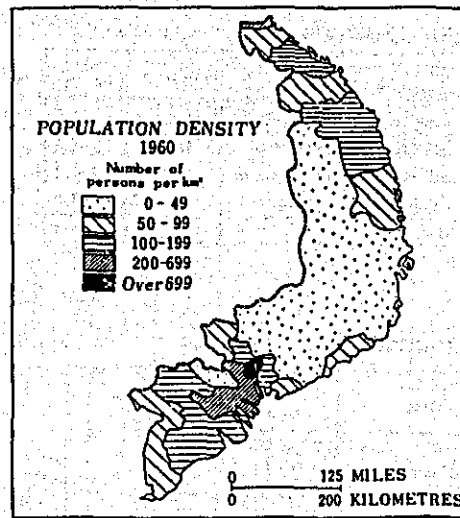 POPULATION DENSITY
1960
Number of
persons per km²
0-49
50-99
100-199
200-699
Over 699
0 125 MILES
0 200 KILOMETRES